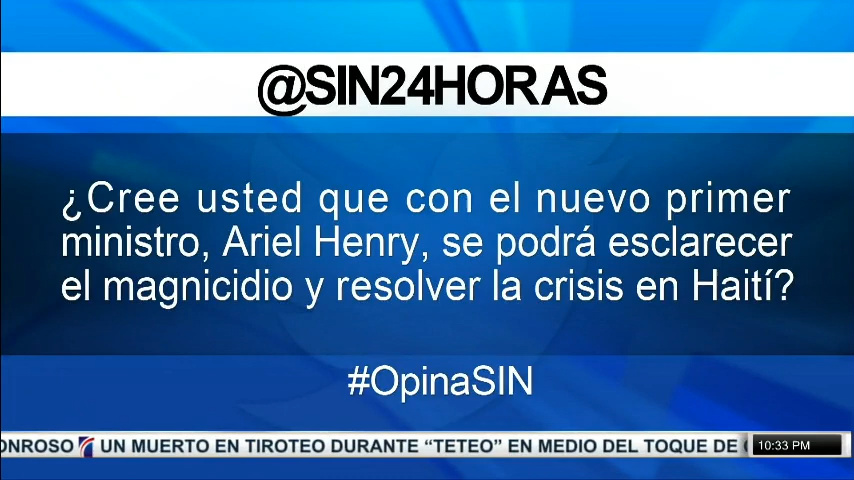 @SIN24HORAS
¿Cree usted que con el nuevo primer
ministro, Ariel Henry, se podrá esclarecer
el magnicidio y resolver la crisis en Haití?
#OpinaSIN
ONROSO UN MUERTO EN TIROTEO DURANTE “TETEO” EN MEDIO DEL TOQUE DE 10:33 PM